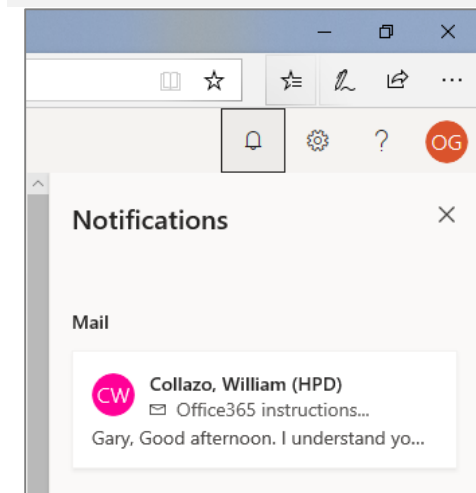 ?
OG
Notifications
Mail
CW
Collazo, William (HPD)
Office365 instructions...
Gary, Good afternoon. I understand yo...